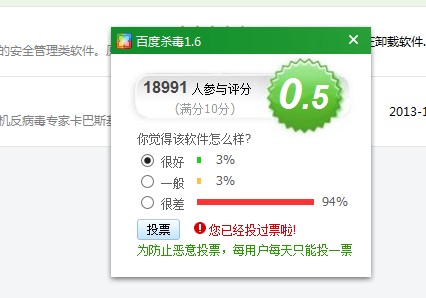 百度杀毒1.6
的安全管理类软件。
卸载软件.
18991 人参与评分
(满分10分)
0.5
机反病毒专家卡巴斯基
2013-1
你觉得该软件怎么样?
很好 3%
一般 3%
很差 94%
投票 您已经投过票啦!
为防止恶意投票，每用户每天只能投一票